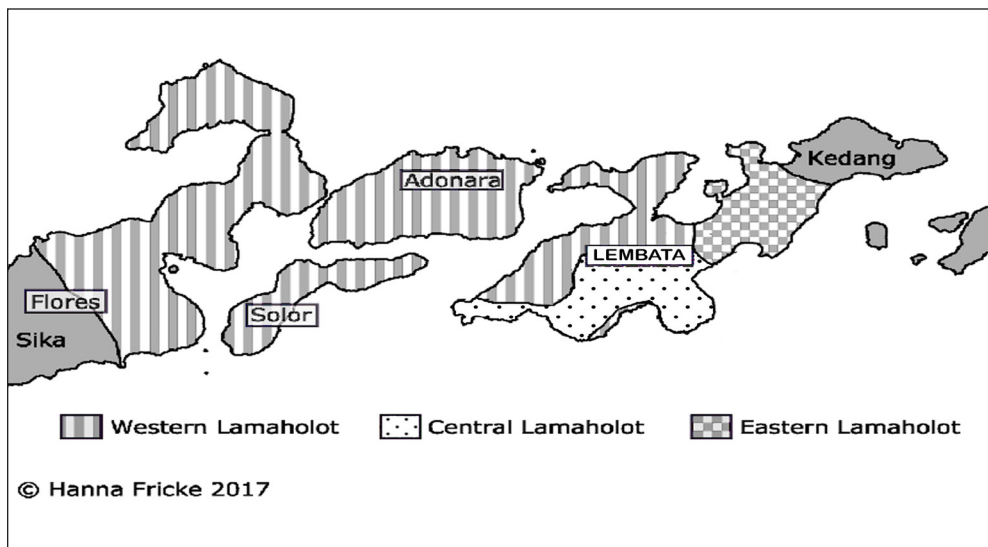 Kedang
Adonara
LEMBATA
Flores
Solor
Sika
Western Lamaholot
Central Lamaholot
Eastern Lamaholot
© Hanna Fricke 2017